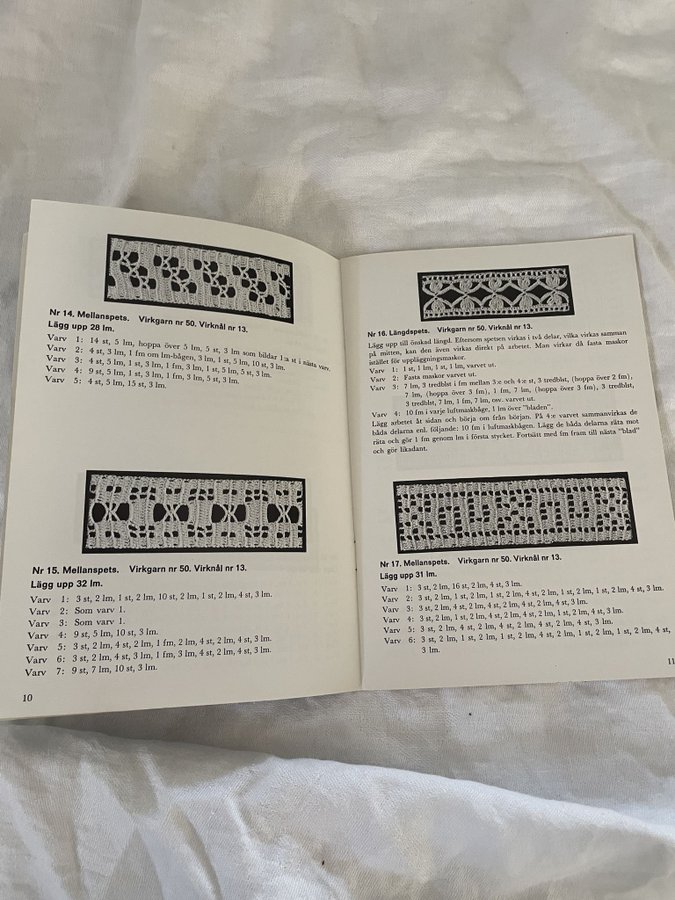 Nr 14. Mellanspets. Virkgarn nr 50. Virknål nr 13.
Lägg upp 28 lm.
Varv 1: 14 st, 5 lm, hoppa över 5 lm, 5 st, 3 lm som bildar 1:a st i nästa varv.
Varv 2: 4 st, 3 lm, 1 fm om lm-bågen, 3 lm, 1 st, 5 lm, 10 st, 3 lm.
Varv 3: 4 st, 5 lm, 1 st, 3 lm, 1 fm, 3 lm, 1 st, 5 lm, 5 st, 3 lm.
Varv 4: 9 st, 5 lm, 1 st, 3 lm, 1 fm, 3 lm, 5 st, 3 lm.
Varv 5: 4 st, 5 lm, 15 st, 3 lm.
Nr 15. Mellanspets. Virkgarn nr 50. Virknål nr 13.
Lägg upp 32 lm.
Varv 1: 3 st, 2 lm, 1 st, 2 lm, 10 st, 2 lm, 1 st, 2 lm, 4 st, 3 lm.
Varv 2: Som varv 1.
Varv 3: Som varv 1.
Varv 4: 9 st, 5 lm, 10 st, 3 lm.
Varv 5: 3 st, 2 lm, 4 st, 2 lm, 1 fm, 2 lm, 4 st, 2 lm, 4 st, 3 lm.
Varv 6: 3 st, 2 lm, 4 st, 3 lm, 1 fm, 3 lm, 4 st, 2 lm, 4 st, 3 lm.
Varv 7: 9 st, 7 lm, 10 st, 3 lm.
10
Nr 16. Längdspets. Virkgarn nr 50. Virknål nr 13.
Lägg upp till önskad längd. Eftersom spetsen virkas i två delar, vilka virkas samman
på mitten, kan den även virkas direkt på arbetet. Man virkar då fasta maskor
istället för uppläggningsmaskor.
Varv 1: 1 st, 1 lm, 1 st, 1 lm, varvet ut.
Varv 2: Fasta maskor varvet ut.
Varv 3: 7 lm, 3 tredblst i fm mellan 3:e och 4:e st, 3 tredblst, (hoppa över 2 fm),
7 lm, (hoppa över 3 fm), 1 fm, 7 lm, (hoppa över 3 fm), 3 tredblst,
3 tredblst, 7 lm, 1 fm, 7 lm, osv. varvet ut.
Varv 4: 10 fm i varje luftmaskbåge, 1 lm över "bladen".
Lägg arbetet åt sidan och börja om från början. På 4:e varvet sammanvirkas de
båda delarna enl. följande: 10 fm i luftmaskbågen. Lägg de båda delarna räta mot
räta och gör 1 fm genom lm i första stycket. Fortsätt med fm fram till nästa "blad"
och gör likadant.
Nr 17. Mellanspets. Virkgarn nr 50. Virknål nr 13.
Lägg upp 31 lm.
Varv 1: 3 st, 2 lm, 16 st, 2 lm, 4 st, 3 lm.
Varv 2: 3 st, 2 lm, 1 st, 2 lm, 1 st, 2 lm, 4 st, 2 lm, 1 st, 2 lm, 1 st, 2 lm, 4 st, 3 lm.
Varv 3: 3 st, 2 lm, 4 st, 2 lm, 4 st, 2 lm, 4 st, 2 lm, 4 st, 3 lm.
Varv 4: 3 st, 2 lm, 1 st, 2 lm, 4 st, 2 lm, 4 st, 2 lm, 1 st, 2 lm, 4 st, 3 lm.
Varv 5: 3 st, 2 lm, 4 st, 2 lm, 4 st, 2 lm, 4 st, 2 lm, 4 st, 3 lm.
Varv 6: 3 st, 2 lm, 1 st, 2 lm, 1 st, 2 lm, 4 st, 2 lm, 1 st, 2 lm, 1 st, 2 lm, 4 st,
3 lm.
11